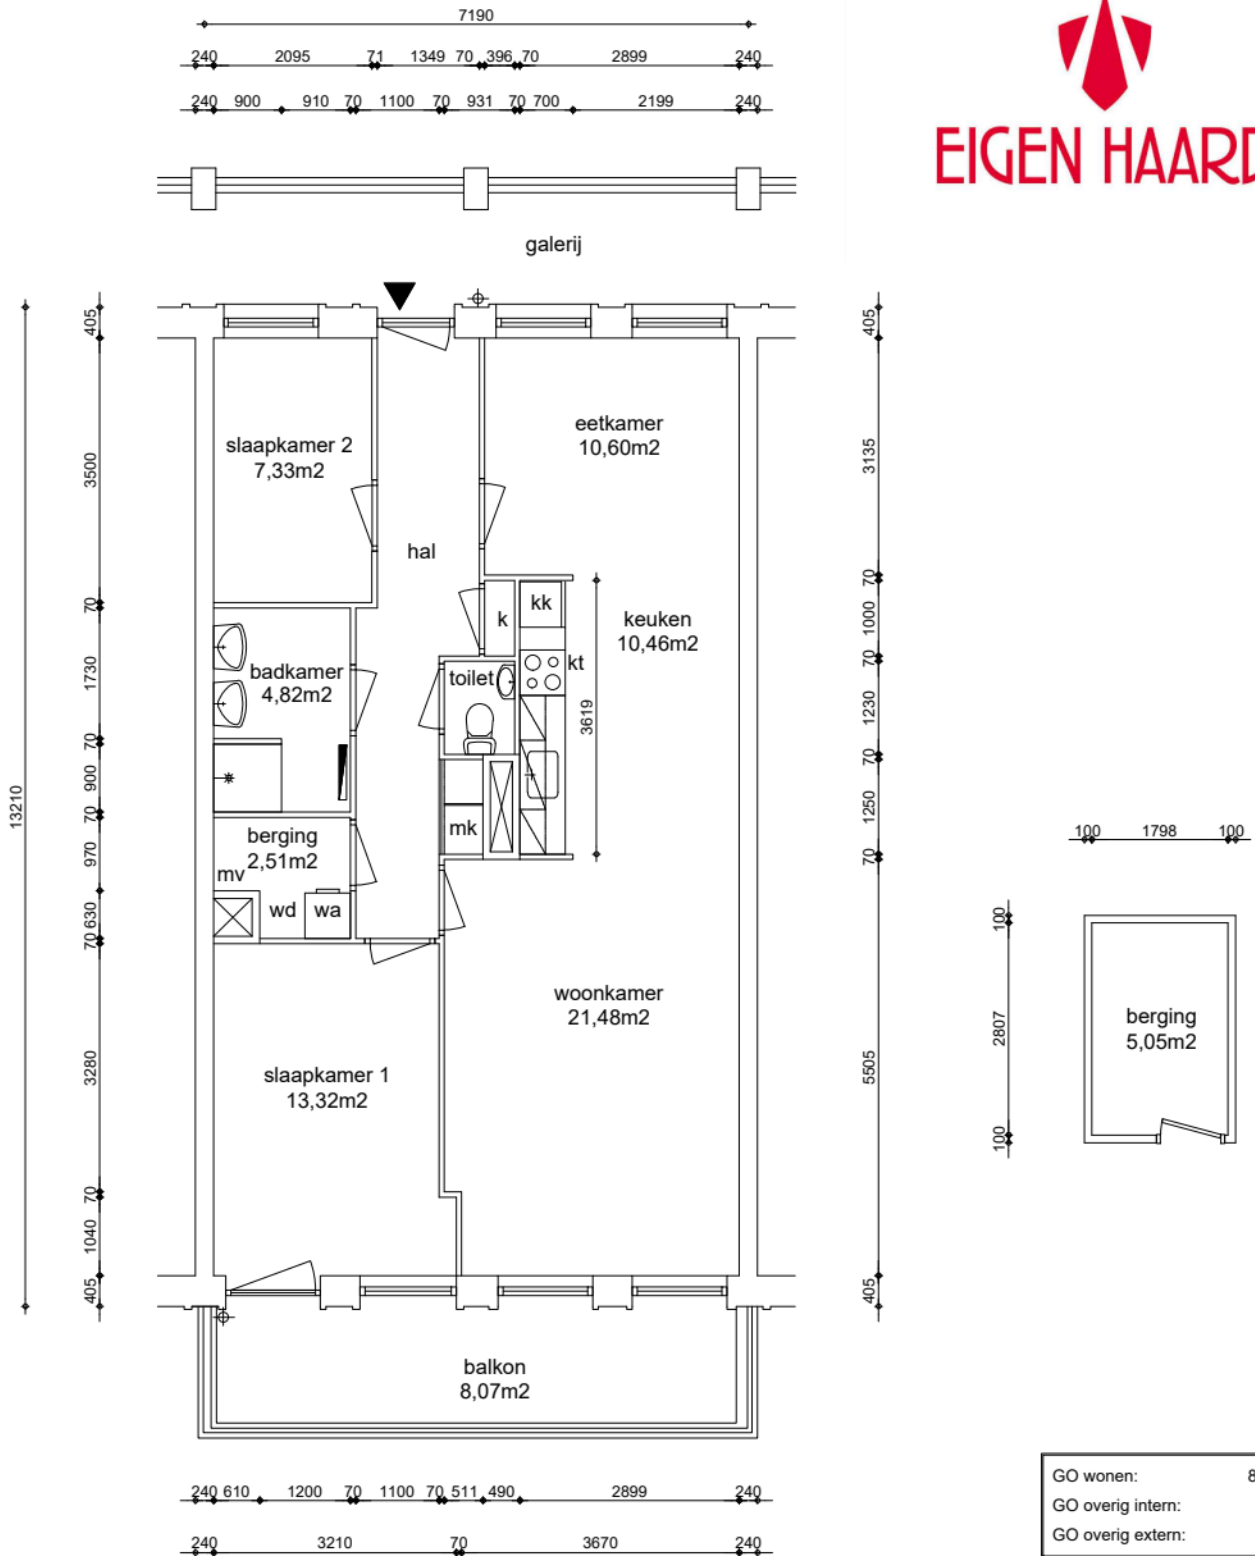 7190
240 2095 71 1349 70 396 70 2899 240
240 900 910 70 1100 70 931 70 700 2199 240
EIGEN HAARD
galerij
405
3500
70
1730
70
900
70
970
630
70
3280
70
1040
405
13210
slaapkamer 2
7,33m2
hal
eetkamer
10,60m2
k
kk
keuken
10,46m2
kt
3619
badkamer
4,82m2
toilet
mk
berging
2,51m2
mv
wd
wa
woonkamer
21,48m2
slaapkamer 1
13,32m2
balkon
8,07m2
405
3135
70
1000
70
1230
70
1250
70
5505
405
100 1798 100
100
2807
100
berging
5,05m2
240 610 1200 70 1100 70 511 490 2899 240
240 3210 70 3670 240
GO wonen: 8
GO overig intern:
GO overig extern: